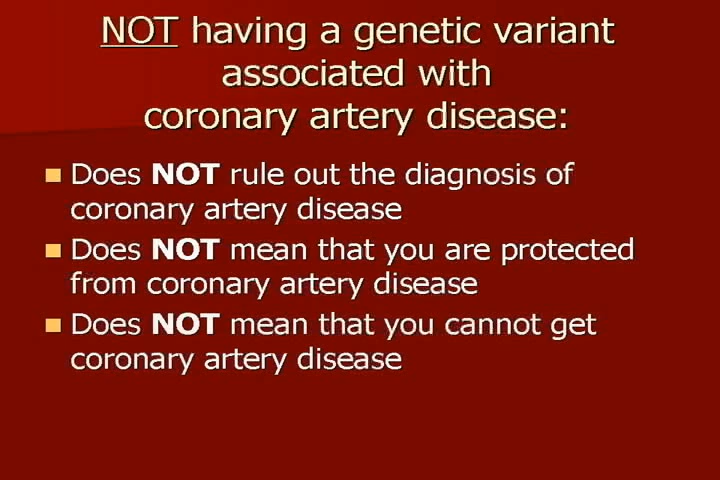 NOT having a genetic variant
associated with
coronary artery disease:
Does NOT rule out the diagnosis of
coronary artery disease
Does NOT mean that you are protected
from coronary artery disease
Does NOT mean that you cannot get
coronary artery disease